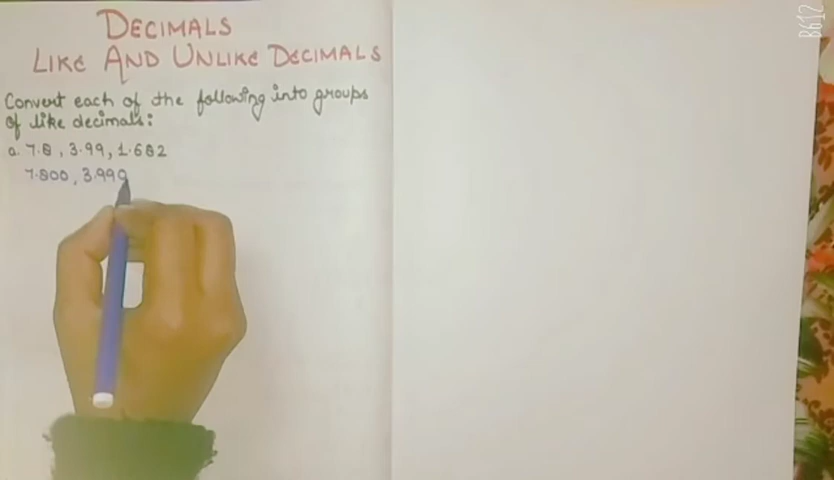 DECIMALS
LIKE AND UNLIKE DECIMALS
Convert each of the following into groups
of like decimals:
a. 7.8, 3.99, 1.682
7.800, 3.990
B612